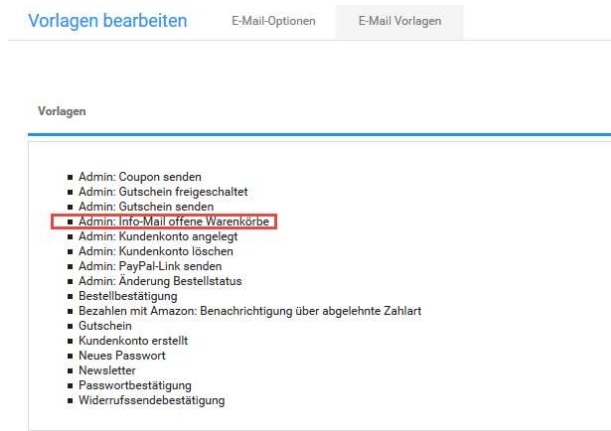 Vorlagen bearbeiten E-Mail-Optionen E-Mail Vorlagen
Vorlagen
Admin: Coupon senden
Admin: Gutschein freigeschaltet
Admin: Gutschein senden
Admin: Info-Mail offene Warenkörbe
Admin: Kundenkonto angelegt
Admin: Kundenkonto löschen
Admin: PayPal-Link senden
Admin: Änderung Bestellstatus
Bestellbestätigung
Bezahlen mit Amazon: Benachrichtigung über abgelehnte Zahlart
Gutschein
Kundenkonto erstellt
Neues Passwort
Newsletter
Passwortbestätigung
Widerrufssendebestätigung